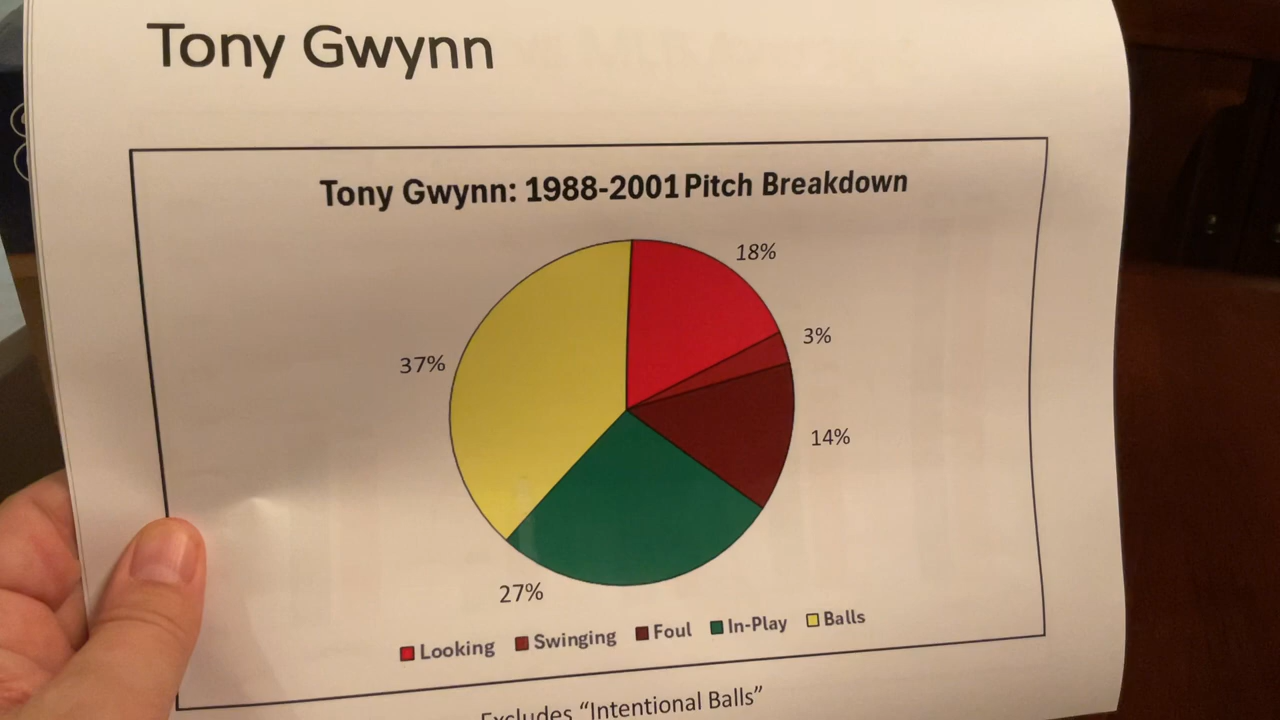 Tony Gwynn
Tony Gwynn: 1988-2001 Pitch Breakdown
18%
3%
37%
14%
27%
Looking Swinging Foul In-Play Balls
Excludes “Intentional Balls”